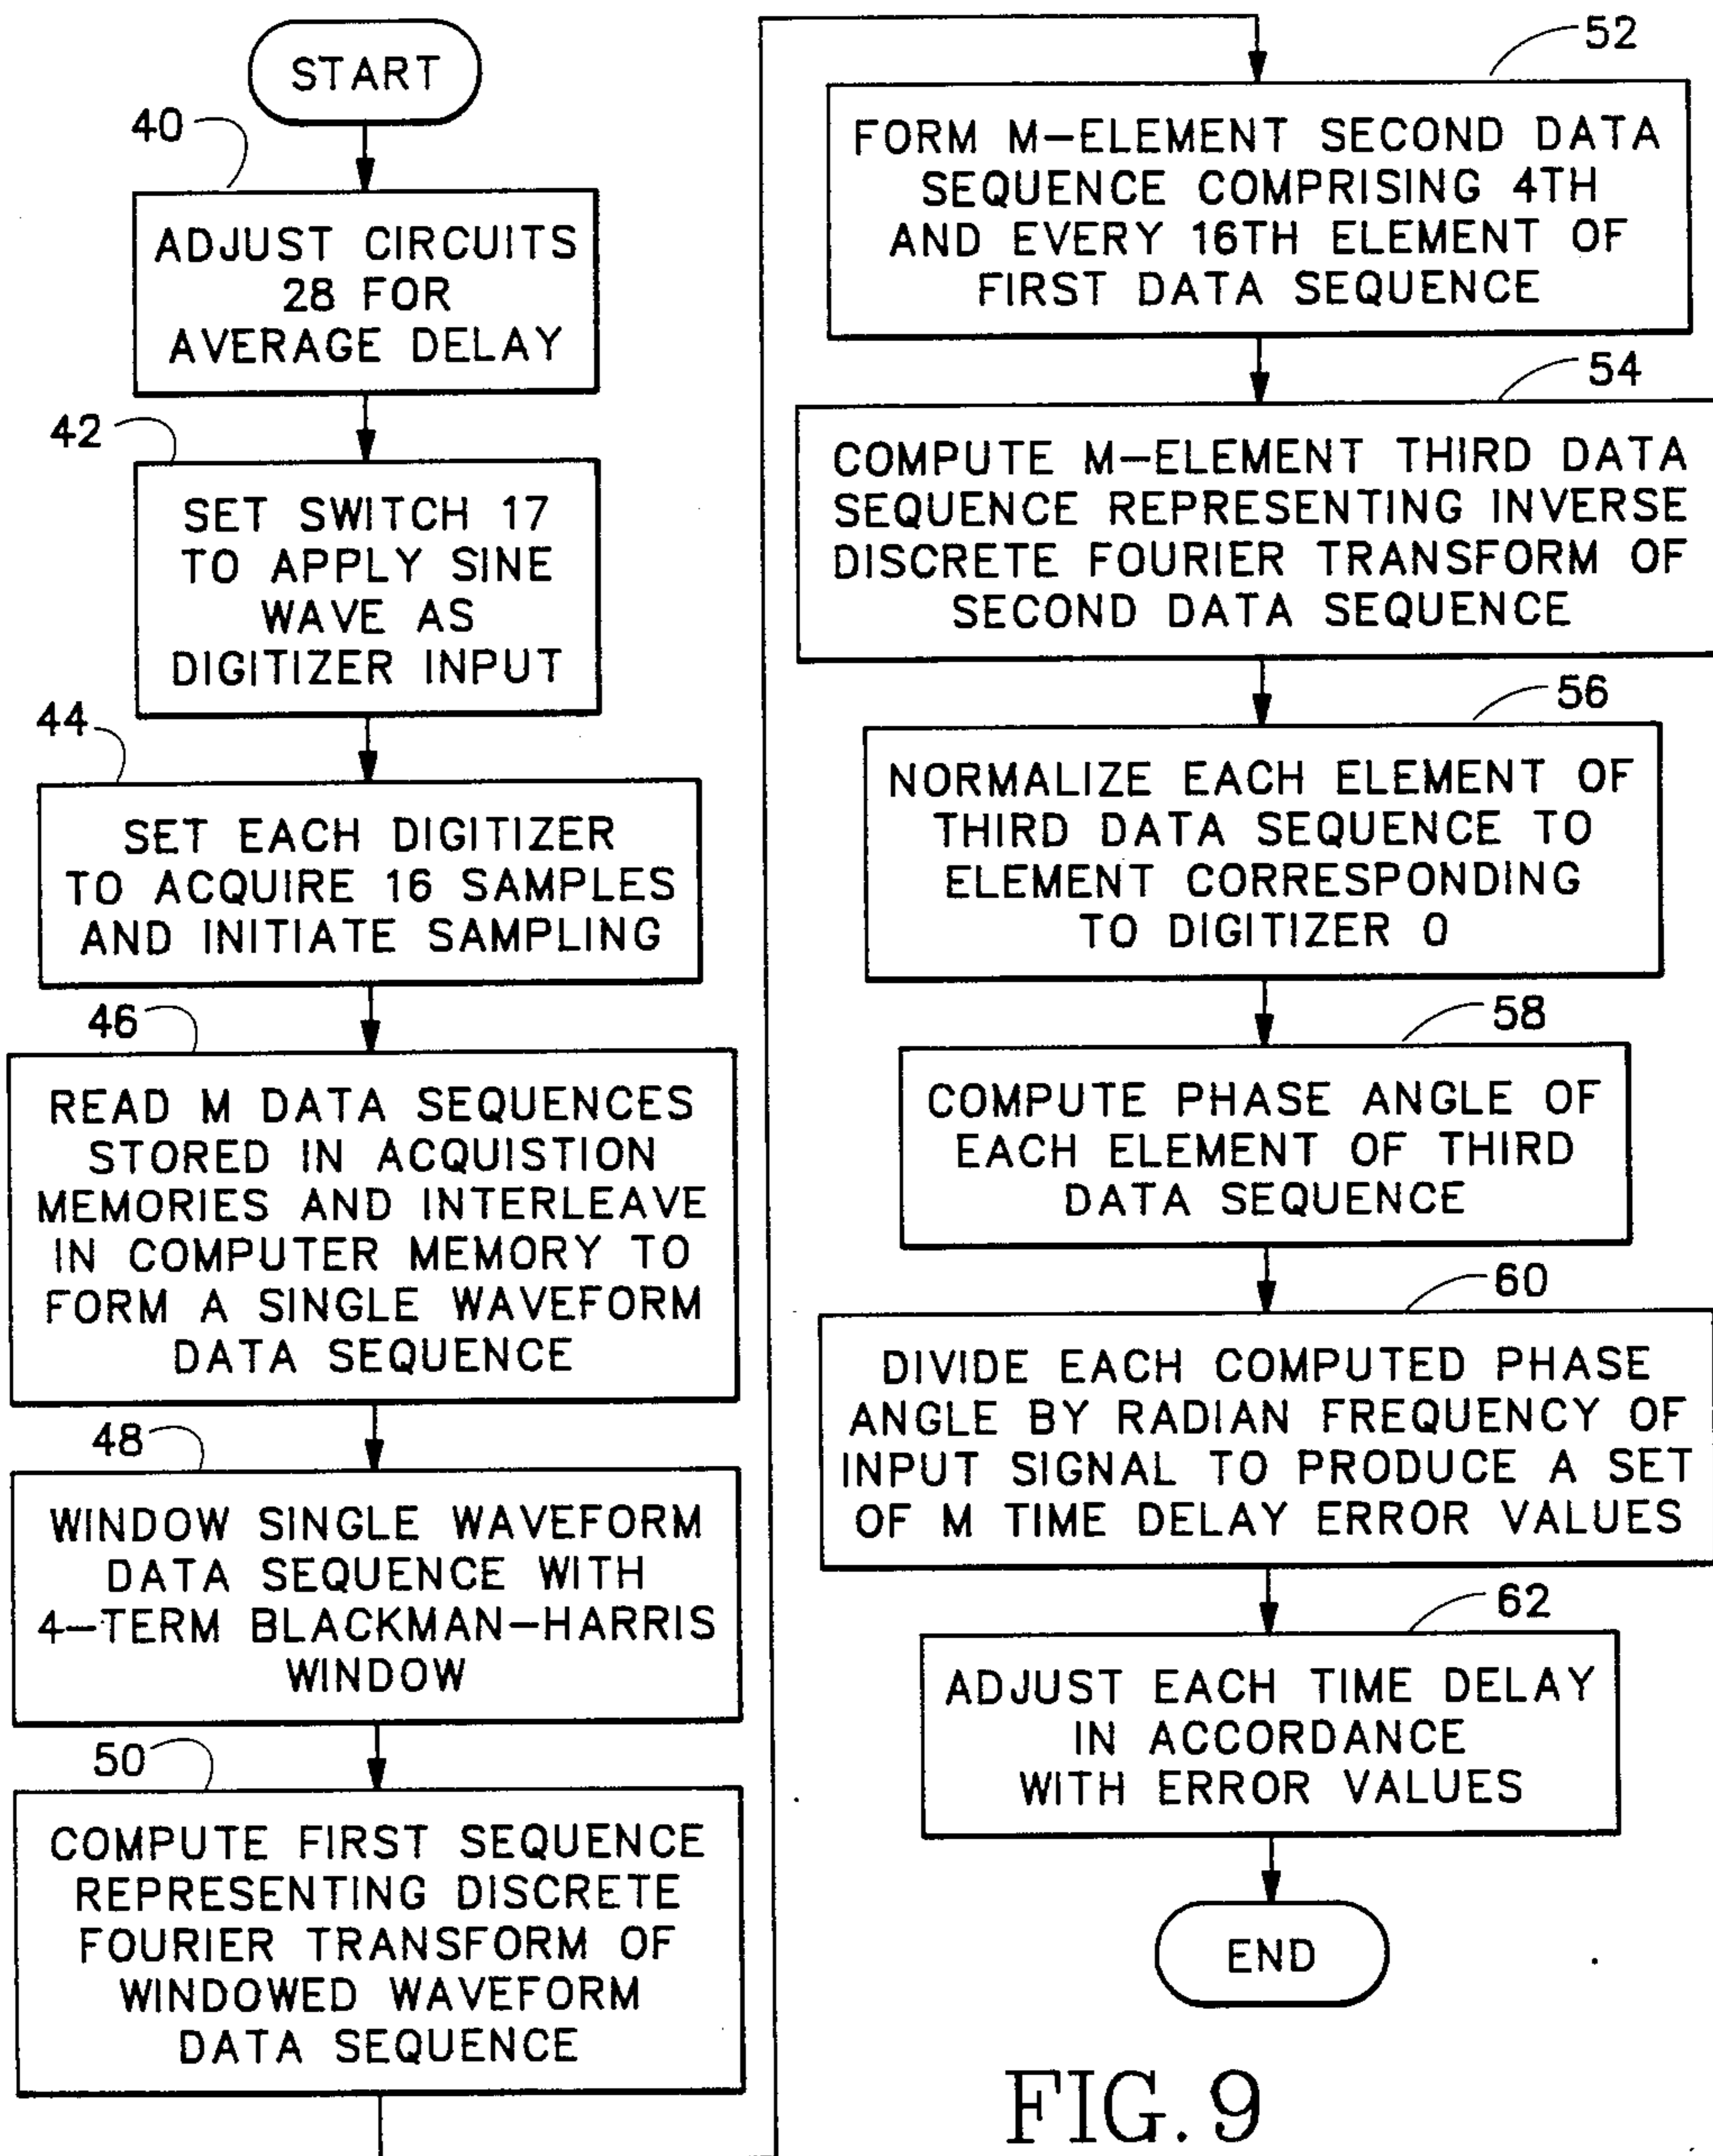 START
40
ADJUST CIRCUITS
28 FOR
AVERAGE DELAY
42
SET SWITCH 17
TO APPLY SINE
WAVE AS
DIGITIZER INPUT
44
SET EACH DIGITIZER
TO ACQUIRE 16 SAMPLES
AND INITIATE SAMPLING
46
READ M DATA SEQUENCES
STORED IN ACQUISTION
MEMORIES AND INTERLEAVE
IN COMPUTER MEMORY TO
FORM A SINGLE WAVEFORM
DATA SEQUENCE
48
WINDOW SINGLE WAVEFORM
DATA SEQUENCE WITH
4-TERM BLACKMAN-HARRIS
WINDOW
50
COMPUTE FIRST SEQUENCE
REPRESENTING DISCRETE
FOURIER TRANSFORM OF
WINDOWED WAVEFORM
DATA SEQUENCE
52
FORM M-ELEMENT SECOND DATA
SEQUENCE COMPRISING 4TH
AND EVERY 16TH ELEMENT OF
FIRST DATA SEQUENCE
54
COMPUTE M-ELEMENT THIRD DATA
SEQUENCE REPRESENTING INVERSE
DISCRETE FOURIER TRANSFORM OF
SECOND DATA SEQUENCE
56
NORMALIZE EACH ELEMENT OF
THIRD DATA SEQUENCE TO
ELEMENT CORRESPONDING
TO DIGITIZER 0
58
COMPUTE PHASE ANGLE OF
EACH ELEMENT OF THIRD
DATA SEQUENCE
60
DIVIDE EACH COMPUTED PHASE
ANGLE BY RADIAN FREQUENCY OF
INPUT SIGNAL TO PRODUCE A SET
OF M TIME DELAY ERROR VALUES
62
ADJUST EACH TIME DELAY
IN ACCORDANCE
WITH ERROR VALUES
END
FIG. 9